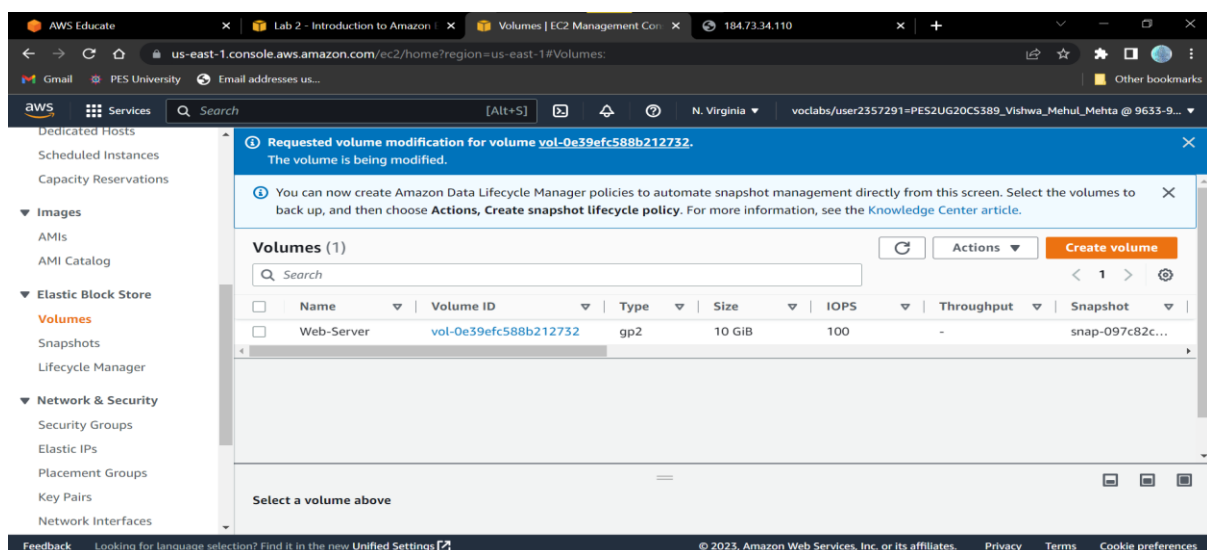 AWS Educate
Lab 2 - Introduction to Amazon
Volumes | EC2 Management Con
184.73.34.110
us-east-1.console.aws.amazon.com/ec2/home?region=us-east-1#Volumes:
Gmail PES University Email addresses us... Other bookmarks
aws Services Search [Alt+S] N. Virginia voclabs/user2357291=PES2UG20CS389_Vishwa_Mehul_Mehta @ 9633-9...
Dedicated Hosts
Scheduled Instances
Capacity Reservations
Images
AMIs
AMI Catalog
Elastic Block Store
Volumes
Snapshots
Lifecycle Manager
Network & Security
Security Groups
Elastic IPs
Placement Groups
Key Pairs
Network Interfaces
Requested volume modification for volume vol-0e39efc588b212732.
The volume is being modified.
You can now create Amazon Data Lifecycle Manager policies to automate snapshot management directly from this screen. Select the volumes to
back up, and then choose Actions, Create snapshot lifecycle policy. For more information, see the Knowledge Center article.
Volumes (1) Actions Create volume
Search 1
Name Volume ID Type Size IOPS Throughput Snapshot
Web-Server vol-0e39efc588b212732 gp2 10 GiB 100 - snap-097c82c...
Select a volume above
Feedback Looking for language selection? Find it in the new Unified Settings © 2023, Amazon Web Services, Inc. or its affiliates. Privacy Terms Cookie preferences